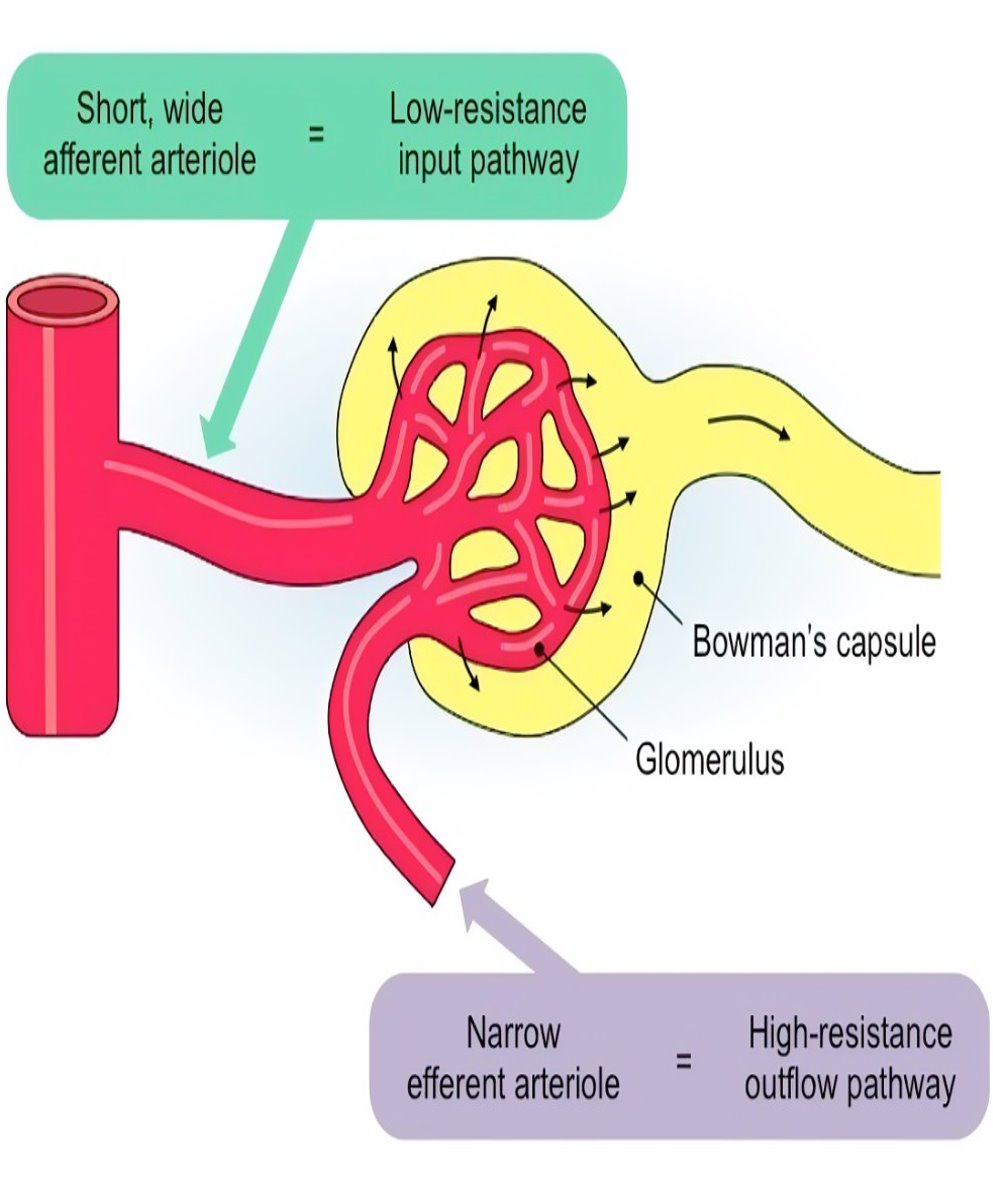 Short, wide
afferent arteriole
=
Low-resistance
input pathway
Bowman's capsule
Glomerulus
Narrow
efferent arteriole
=
High-resistance
outflow pathway